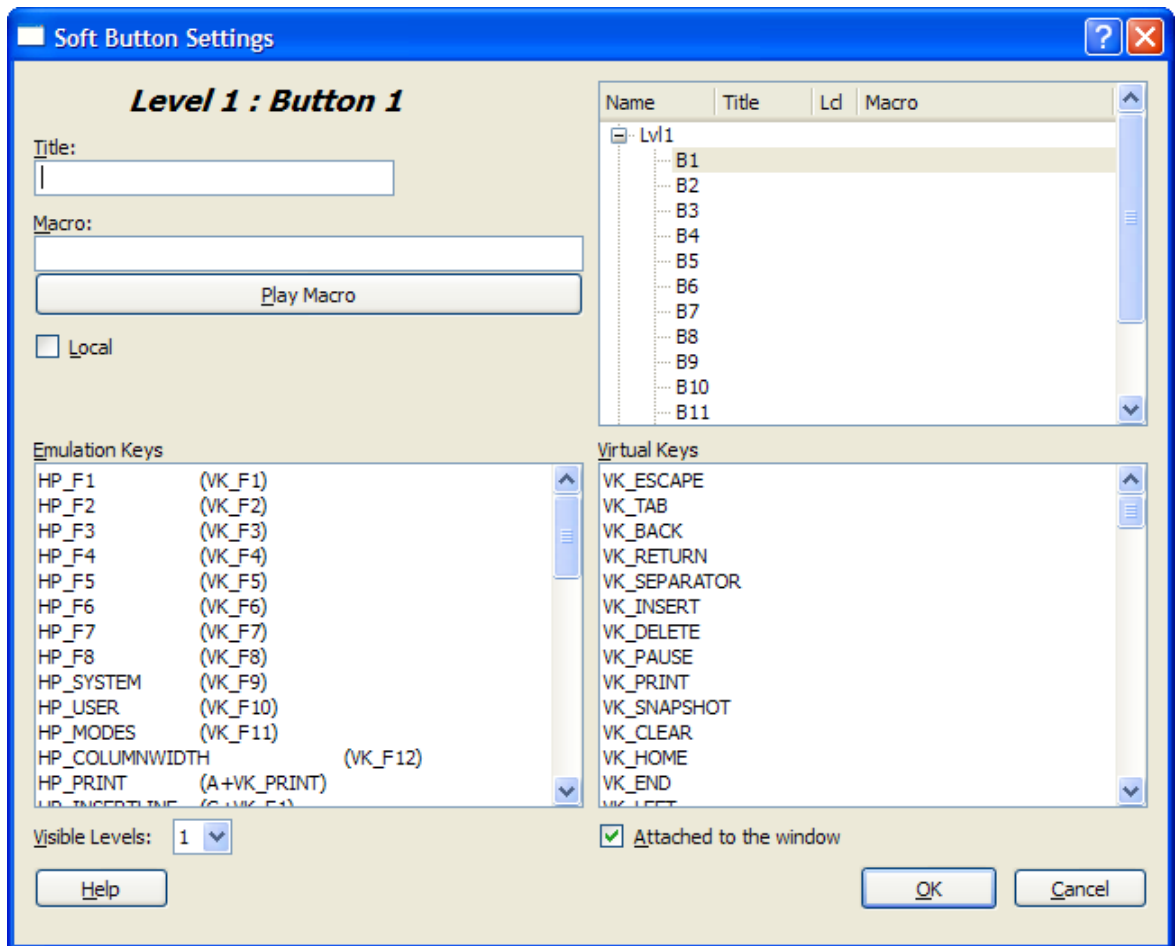 Soft Button Settings
Level 1 : Button 1
Title:
Macro:
Play Macro
Local
Name Title Lcl Macro
Lvl1
B1
B2
B3
B4
B5
B6
B7
B8
B9
B10
B11
Emulation Keys
HP_F1 (VK_F1)
HP_F2 (VK_F2)
HP_F3 (VK_F3)
HP_F4 (VK_F4)
HP_F5 (VK_F5)
HP_F6 (VK_F6)
HP_F7 (VK_F7)
HP_F8 (VK_F8)
HP_SYSTEM (VK_F9)
HP_USER (VK_F10)
HP_MODES (VK_F11)
HP_COLUMNWIDTH (VK_F12)
HP_PRINT (A+VK_PRINT)
HP_INSERTLINE (C+VK_F1)
Virtual Keys
VK_ESCAPE
VK_TAB
VK_BACK
VK_RETURN
VK_SEPARATOR
VK_INSERT
VK_DELETE
VK_PAUSE
VK_PRINT
VK_SNAPSHOT
VK_CLEAR
VK_HOME
VK_END
VK_LEFT
Visible Levels: 1
Attached to the window
Help
OK
Cancel